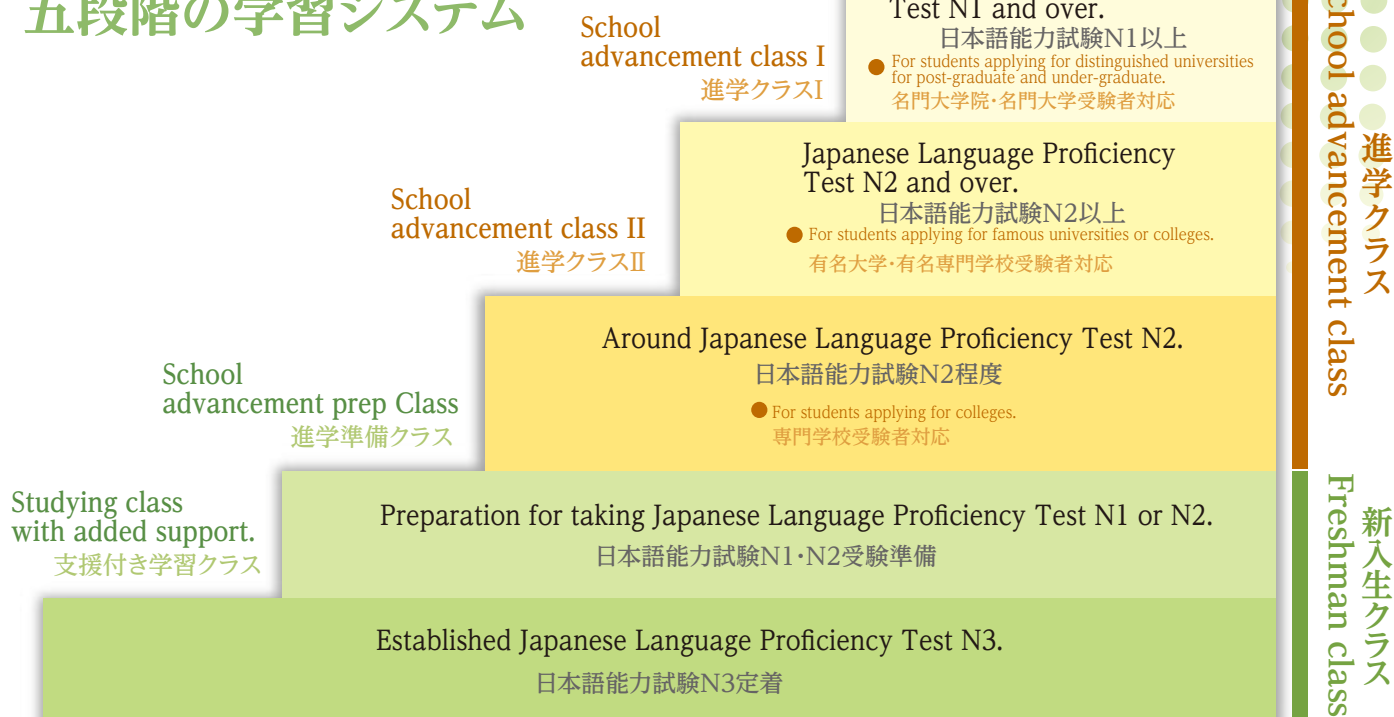 五段階の学習システム
School
advancement class I
進学クラスI
Test N1 and over.
日本語能力試験N1以上
● For students applying for distinguished universities
for post-graduate and under-graduate.
名門大学院・名門大学受験者対応
School
advancement class II
進学クラスII
Japanese Language Proficiency
Test N2 and over.
日本語能力試験N2以上
● For students applying for famous universities or colleges.
有名大学・有名専門学校受験者対応
School
advancement prep Class
進学準備クラス
Around Japanese Language Proficiency Test N2.
日本語能力試験N2程度
● For students applying for colleges.
専門学校受験者対応
Studying class
with added support.
支援付き学習クラス
Preparation for taking Japanese Language Proficiency Test N1 or N2.
日本語能力試験N1・N2受験準備
Established Japanese Language Proficiency Test N3.
日本語能力試験N3定着
進学クラス
chool advancement class
新入生クラス
Freshman class